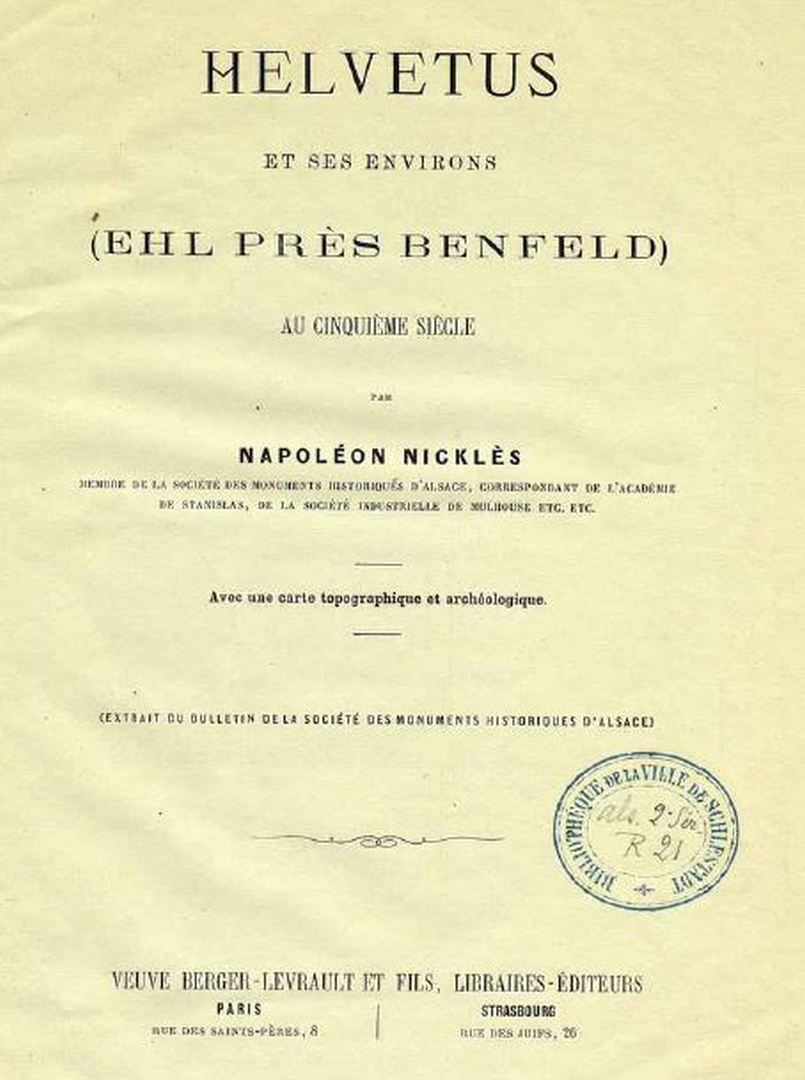 HELVETUS
ET SES ENVIRONS
(EHL PRÈS BENFELD)
AU CINQUIÈME SIÈCLE
PAR
NAPOLÉON NICKLÈS
MEMBRE DE LA SOCIÉTÉ DES MONUMENTS HISTORIQUES D'ALSACE, CORRESPONDANT DE L'ACADÉMIE
DE STANISLAS, DE LA SOCIÉTÉ INDUSTRIELLE DE MULHOUSE ETC. ETC.
Avec une carte topographique et archéologique.
(EXTRAIT DU BULLETIN DE LA SOCIÉTÉ DES MONUMENTS HISTORIQUES D'ALSACE)
BIBLIOTHÈQUE DE LA VILLE DE SCHLESTADT
als. 2e Sér.
R 21
VEUVE BERGER-LEVRAULT ET FILS, LIBRAIRES-ÉDITEURS
PARIS
RUE DES SAINTS-PÈRES, 8
STRASBOURG
RUE DES JUIFS, 26